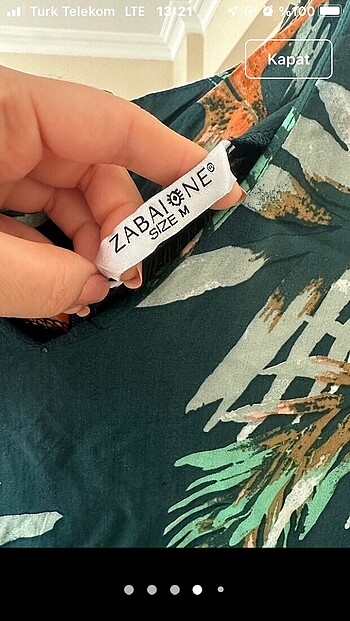 Turk Telekom LTE 13:21 %100
Kapat
ZABAIONE®
SIZE M